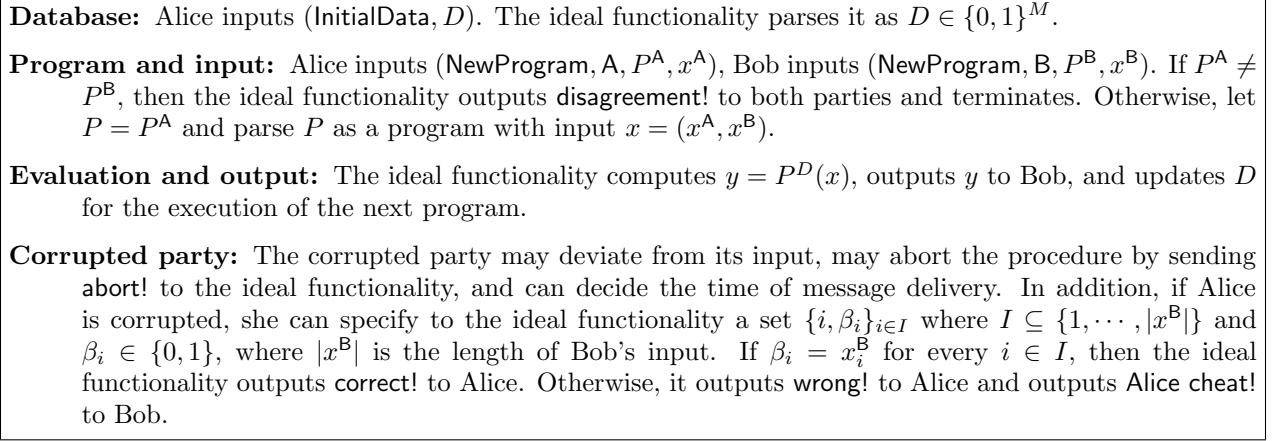 Database: Alice inputs (InitialData, D). The ideal functionality parses it as D ∈ {0, 1}^M.
Program and input: Alice inputs (NewProgram, A, P^A, x^A), Bob inputs (NewProgram, B, P^B, x^B). If P^A ≠
P^B, then the ideal functionality outputs disagreement! to both parties and terminates. Otherwise, let
P = P^A and parse P as a program with input x = (x^A, x^B).
Evaluation and output: The ideal functionality computes y = P^D(x), outputs y to Bob, and updates D
for the execution of the next program.
Corrupted party: The corrupted party may deviate from its input, may abort the procedure by sending
abort! to the ideal functionality, and can decide the time of message delivery. In addition, if Alice
is corrupted, she can specify to the ideal functionality a set {i, β_i}_{i∈I} where I ⊆ {1, ⋯ , |x^B|} and
β_i ∈ {0, 1}, where |x^B| is the length of Bob's input. If β_i = x_i^B for every i ∈ I, then the ideal
functionality outputs correct! to Alice. Otherwise, it outputs wrong! to Alice and outputs Alice cheat!
to Bob.